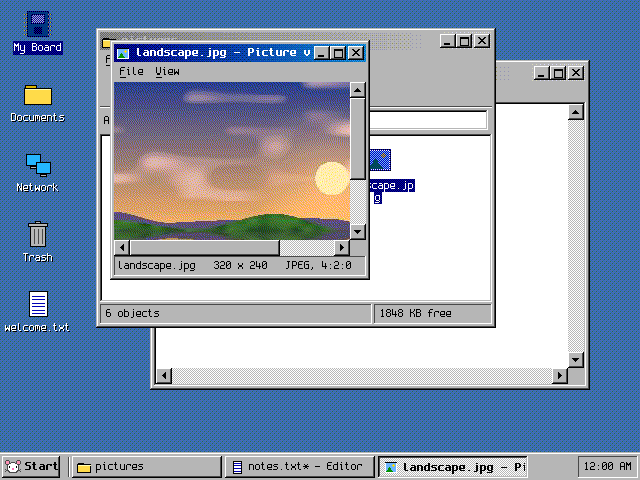 My Board
Documents
Network
Trash
welcome.txt
landscape.jpg - Picture v
File View
landscape.jpg 320 x 240 JPEG, 4:2:0
scape.jp
g
6 objects
1848 KB free
Start
pictures
notes.txt* - Editor
landscape.jpg - Pi
12:00 AM